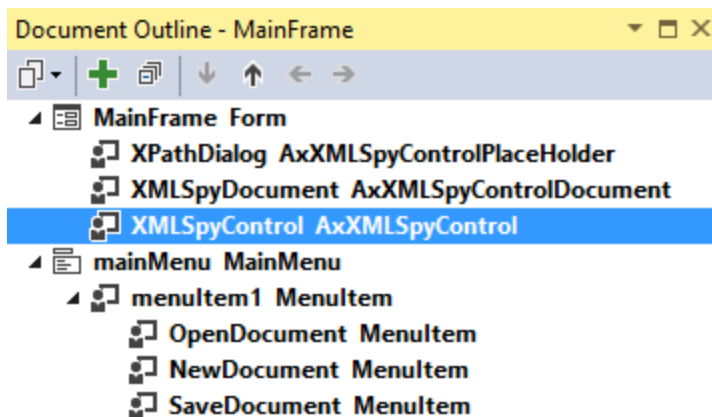 Document Outline - MainFrame
MainFrame Form
XPathDialog AxXMLSpyControlPlaceHolder
XMLSpyDocument AxXMLSpyControlDocument
XMLSpyControl AxXMLSpyControl
mainMenu MainMenu
menuItem1 MenuItem
OpenDocument MenuItem
NewDocument MenuItem
SaveDocument MenuItem